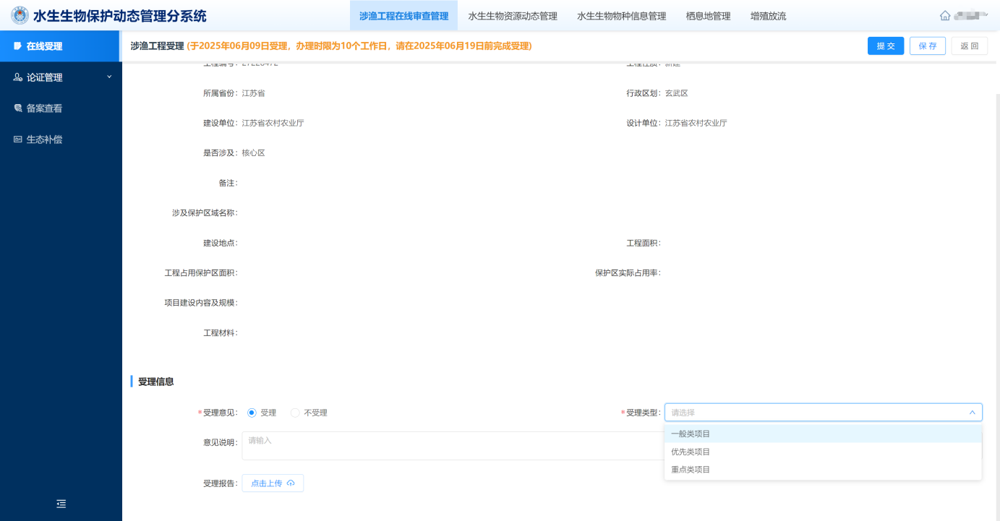 水生生物保护动态管理分系统
涉渔工程在线审查管理 水生生物资源动态管理 水生生物物种信息管理 栖息地管理 增殖放流
在线受理
论证管理
备案查看
生态补偿
涉渔工程受理 (于2025年06月09日受理，办理时限为10个工作日，请在2025年06月19日前完成受理)
提 交 保 存 返 回
所属省份: 江苏省 行政区划: 玄武区
建设单位: 江苏省农村农业厅 设计单位: 江苏省农村农业厅
是否涉及: 核心区
备注:
涉及保护区域名称:
建设地点: 工程面积:
工程占用保护区面积: 保护区实际占用率:
项目建设内容及规模:
工程材料:
受理信息
*受理意见: 受理 不受理 *受理类型: 请选择
一般类项目
优先类项目
重点类项目
意见说明: 请输入
受理报告: 点击上传